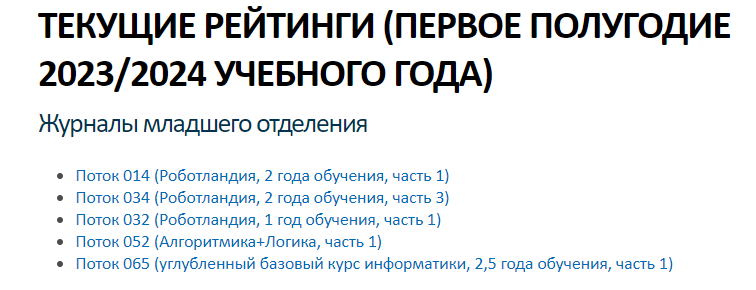 ТЕКУЩИЕ РЕЙТИНГИ (ПЕРВОЕ ПОЛУГОДИЕ
2023/2024 УЧЕБНОГО ГОДА)
Журналы младшего отделения
• Поток 014 (Роботландия, 2 года обучения, часть 1)
• Поток 034 (Роботландия, 2 года обучения, часть 3)
• Поток 032 (Роботландия, 1 год обучения, часть 1)
• Поток 052 (Алгоритмика+Логика, часть 1)
• Поток 065 (углубленный базовый курс информатики, 2,5 года обучения, часть 1)